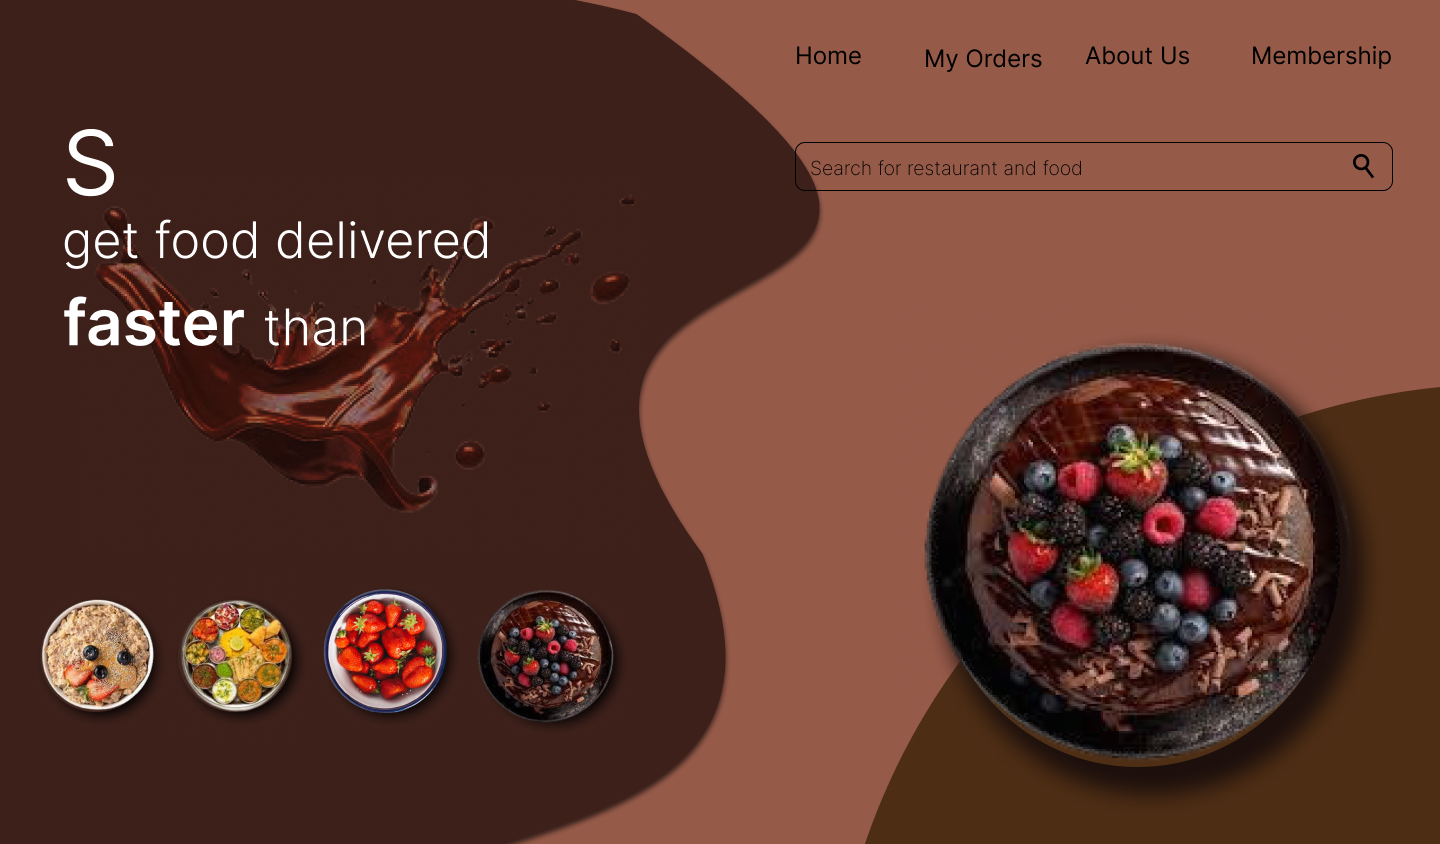 Home My Orders About Us Membership
Search for restaurant and food
S
get food delivered
faster than